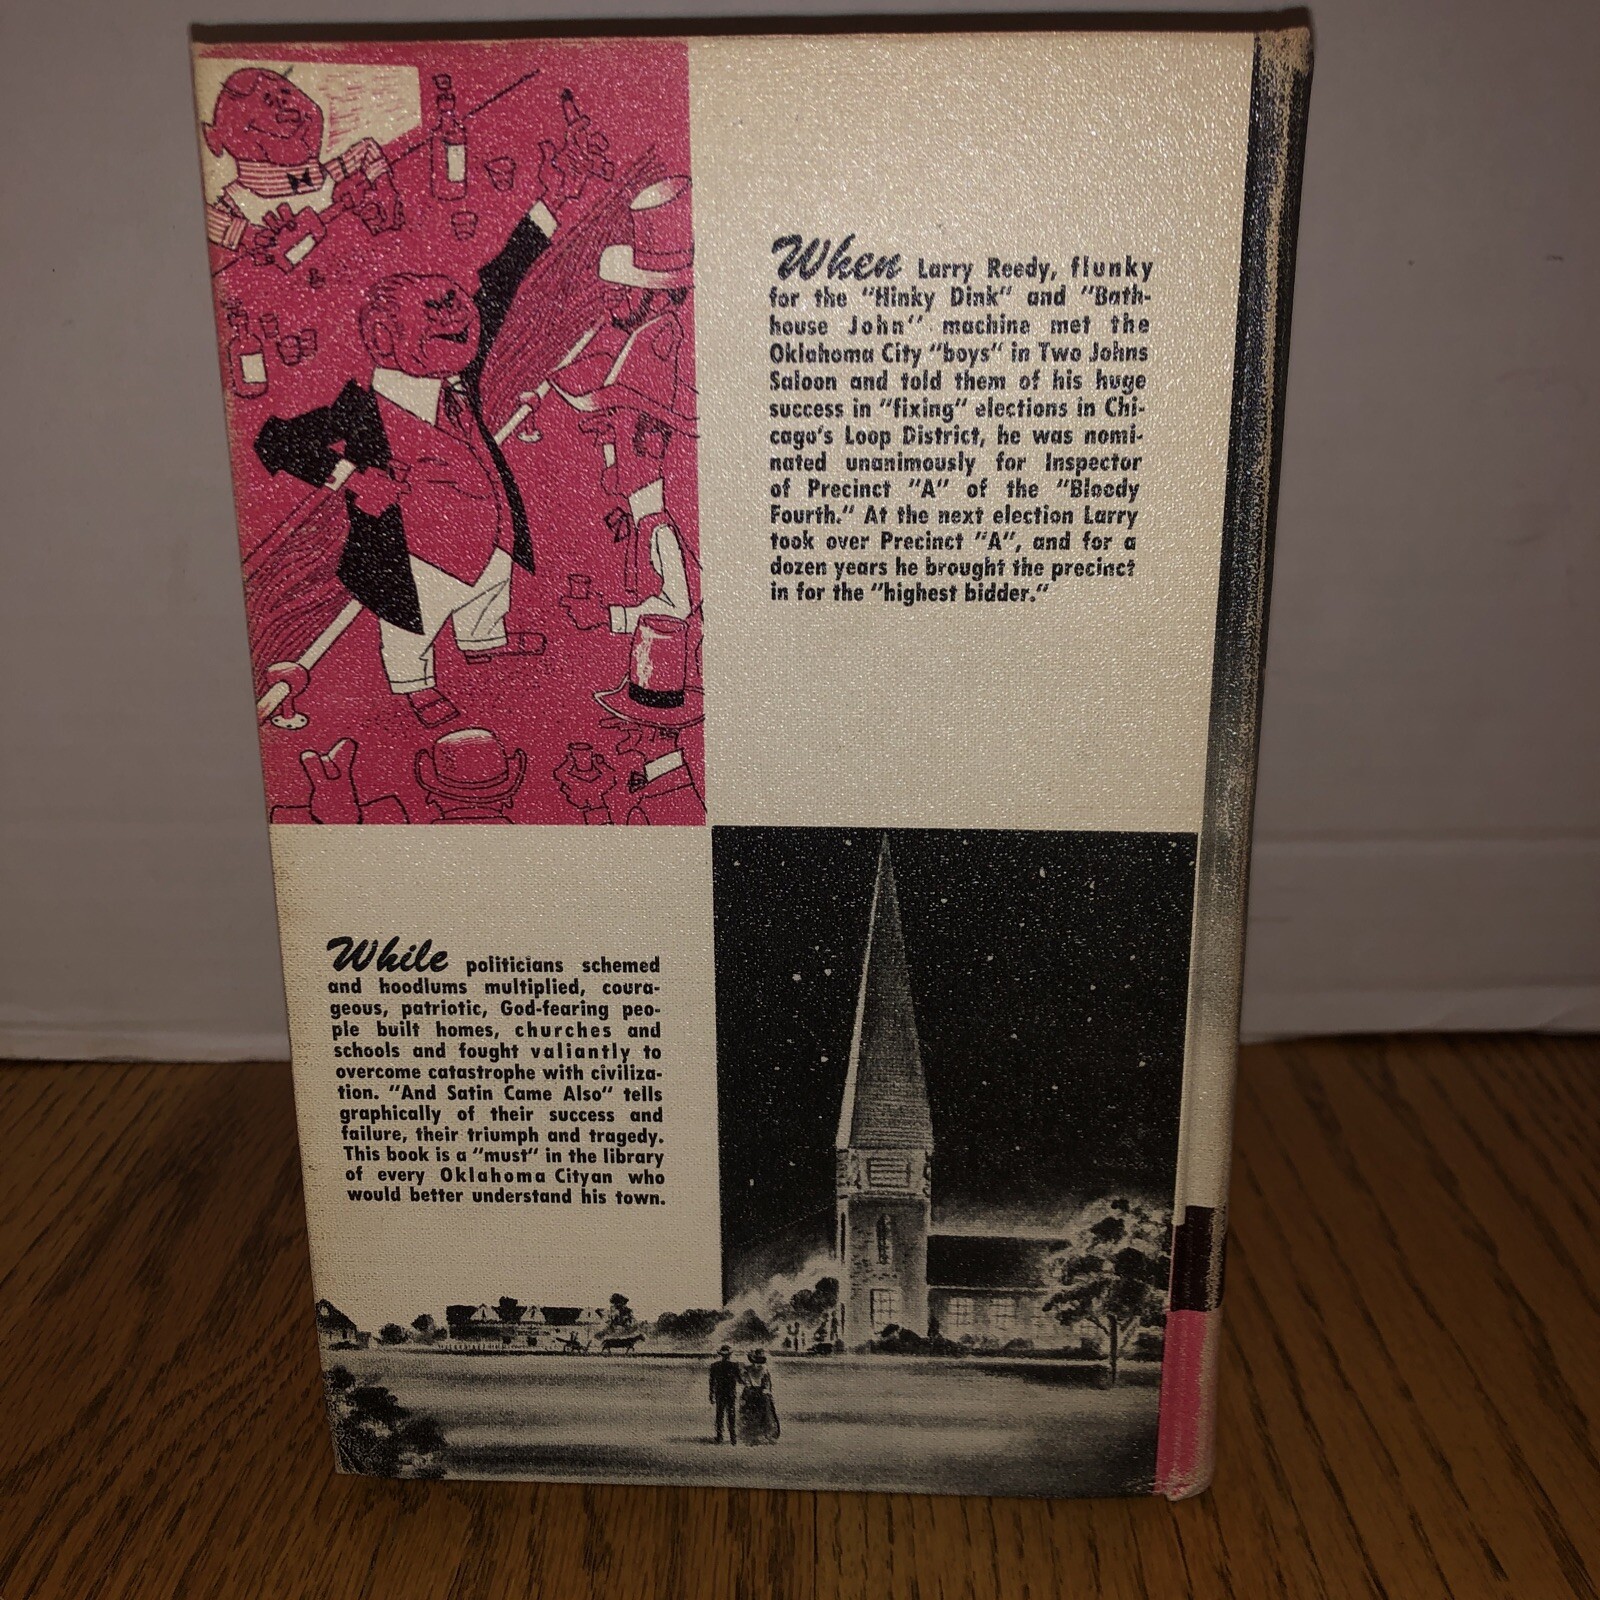 When Larry Reedy, flunky
for the "Hinky Dink" and "Bath-
house John" machine met the
Oklahoma City "boys" in Two Johns
Saloon and told them of his huge
success in "fixing" elections in Chi-
cago's Loop District, he was nomi-
nated unanimously for Inspector
of Precinct "A" of the "Bloody
Fourth." At the next election Larry
took over Precinct "A", and for a
dozen years he brought the precinct
in for the "highest bidder."
While politicians schemed
and hoodlums multiplied, coura-
geous, patriotic, God-fearing peo-
ple built homes, churches and
schools and fought valiantly to
overcome catastrophe with civiliza-
tion. "And Satin Came Also" tells
graphically of their success and
failure, their triumph and tragedy.
This book is a "must" in the library
of every Oklahoma Cityan who
would better understand his town.